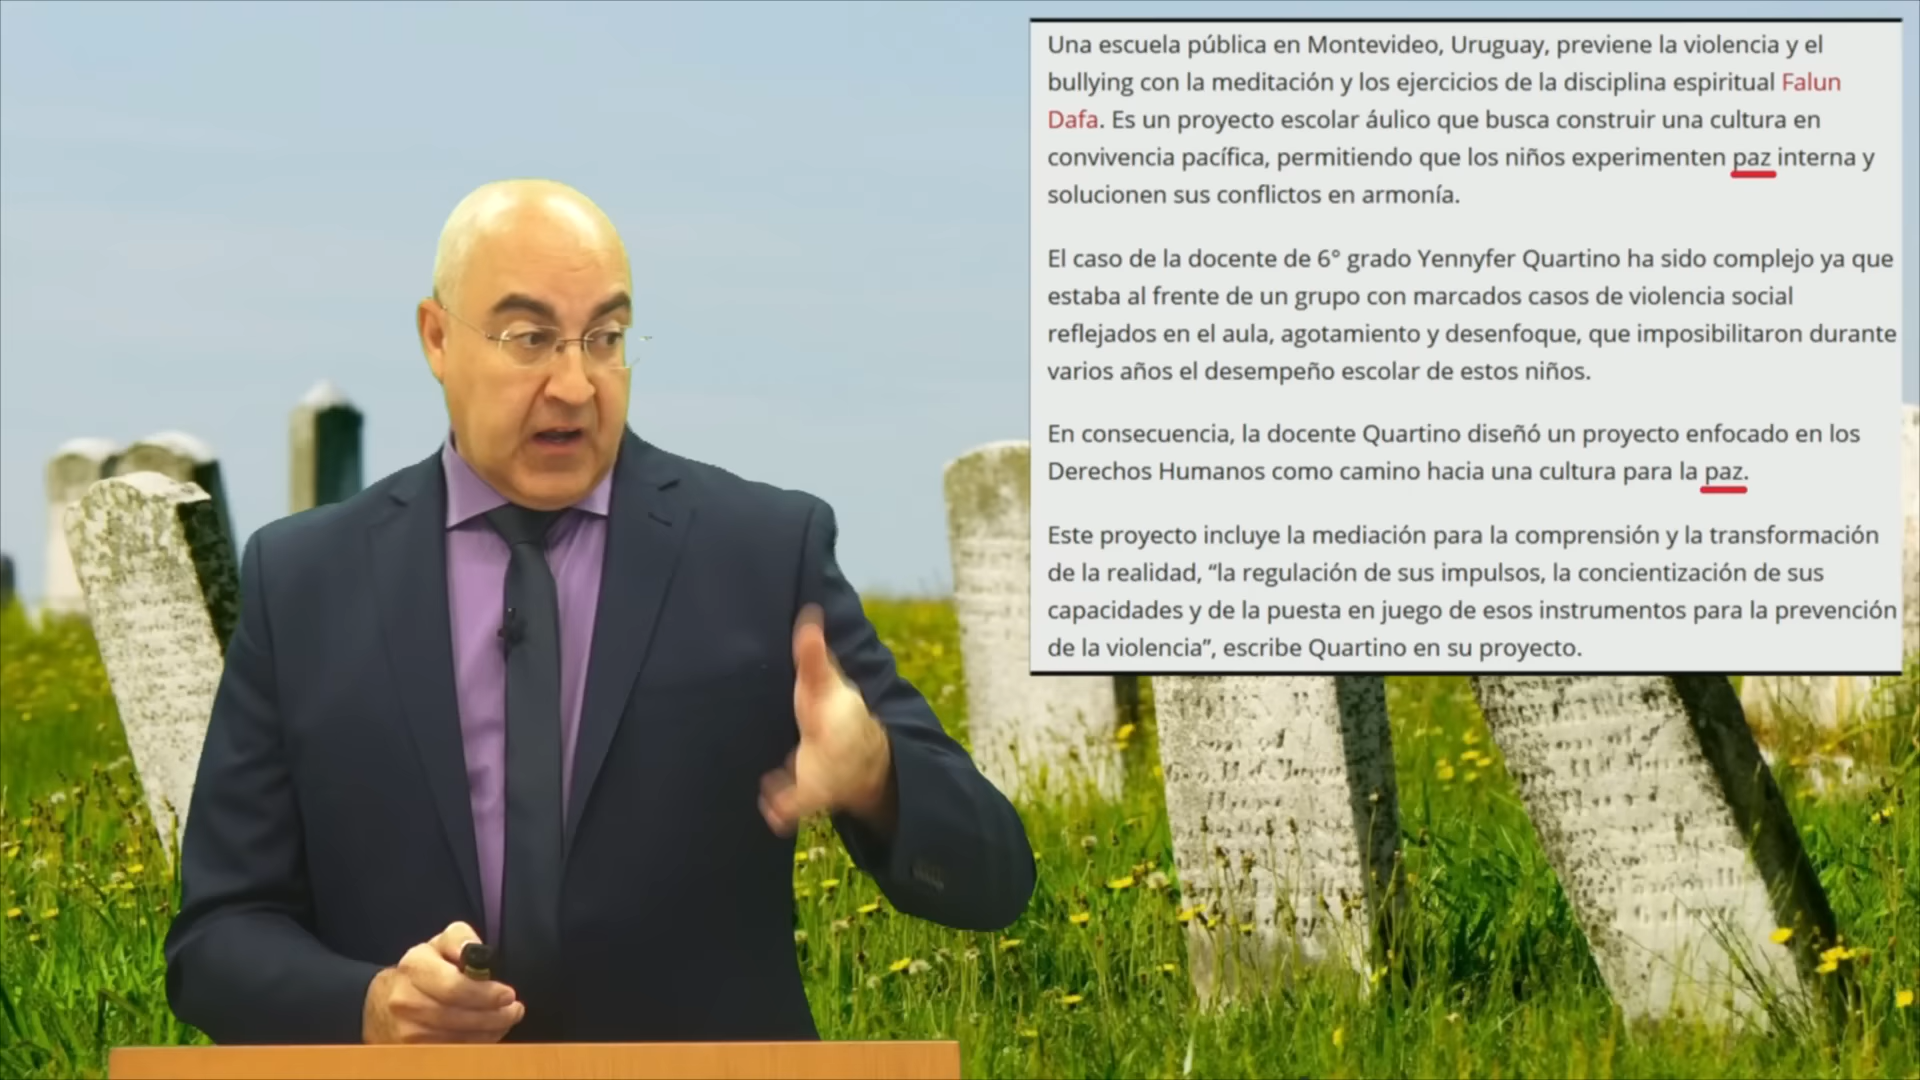 Una escuela pública en Montevideo, Uruguay, previene la violencia y el
bullying con la meditación y los ejercicios de la disciplina espiritual Falun
Dafa. Es un proyecto escolar áulico que busca construir una cultura en
convivencia pacífica, permitiendo que los niños experimenten paz interna y
solucionen sus conflictos en armonía.
El caso de la docente de 6° grado Yennyfer Quartino ha sido complejo ya que
estaba al frente de un grupo con marcados casos de violencia social
reflejados en el aula, agotamiento y desenfoque, que imposibilitaron durante
varios años el desempeño escolar de estos niños.
En consecuencia, la docente Quartino diseñó un proyecto enfocado en los
Derechos Humanos como camino hacia una cultura para la paz.
Este proyecto incluye la mediación para la comprensión y la transformación
de la realidad, “la regulación de sus impulsos, la concientización de sus
capacidades y de la puesta en juego de esos instrumentos para la prevención
de la violencia”, escribe Quartino en su proyecto.